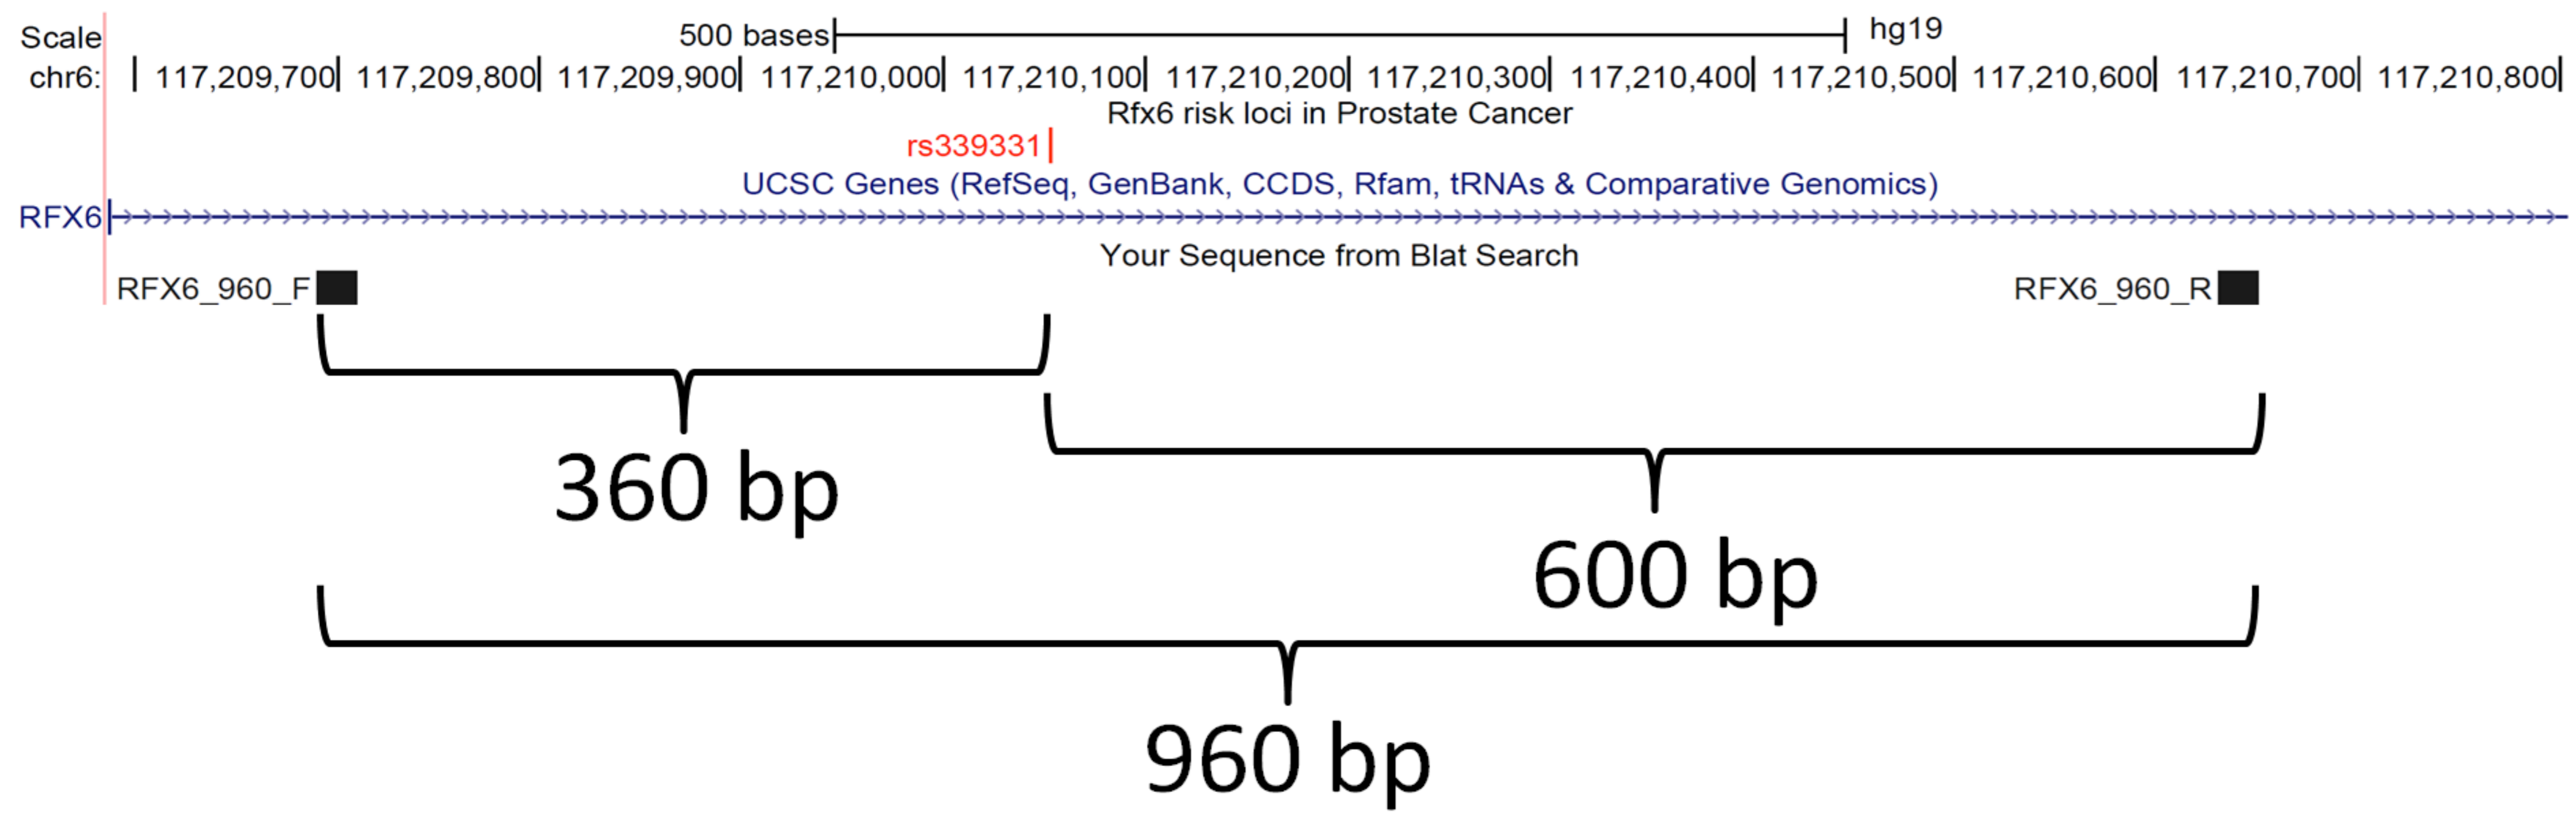 Scale 500 bases hg19
chr6: 117,209,700 117,209,800 117,209,900 117,210,000 117,210,100 117,210,200 117,210,300 117,210,400 117,210,500 117,210,600 117,210,700 117,210,800
Rfx6 risk loci in Prostate Cancer
rs339331
UCSC Genes (RefSeq, GenBank, CCDS, Rfam, tRNAs & Comparative Genomics)
RFX6
Your Sequence from Blat Search
RFX6_960_F RFX6_960_R
360 bp
600 bp
960 bp